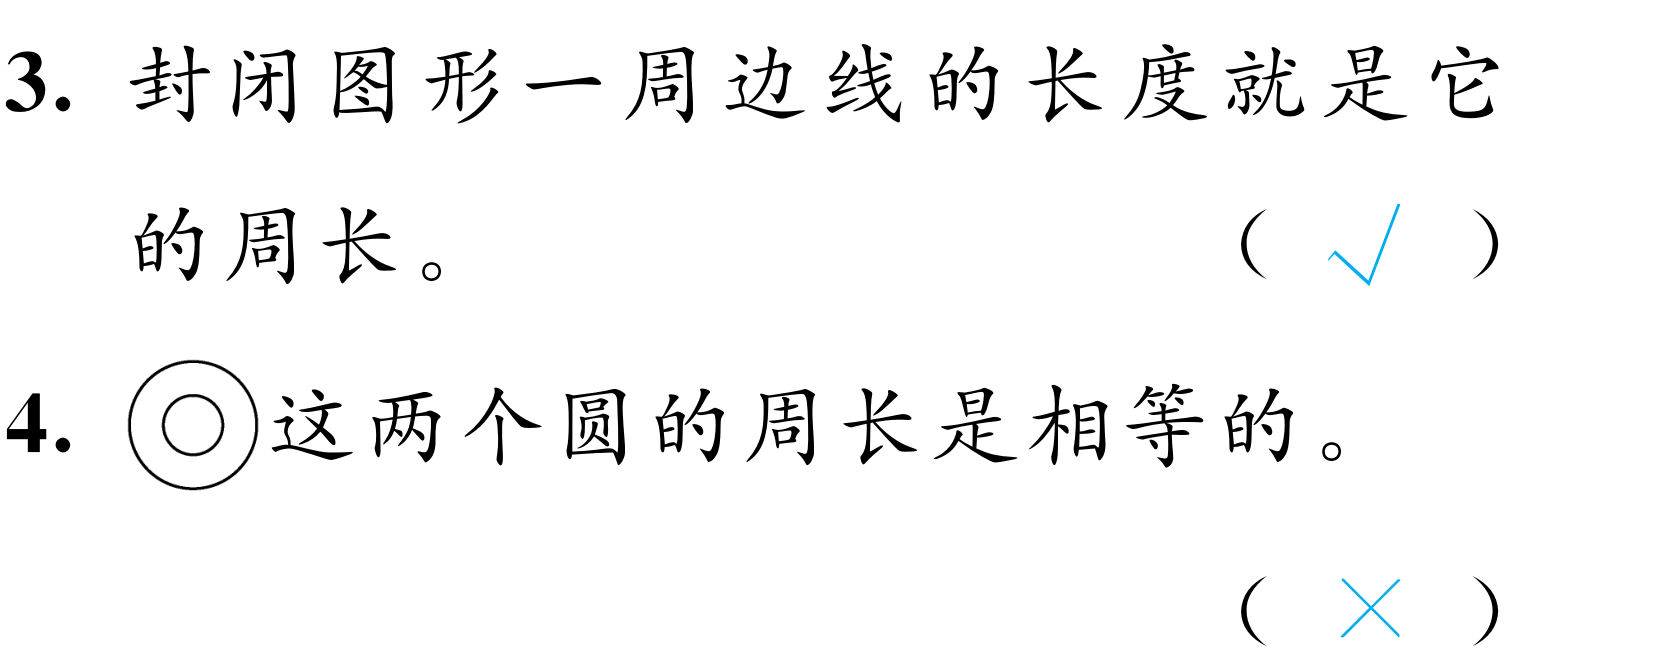 3. 封闭图形一周边线的长度就是它
的周长。 ( √ )
4. 这两个圆的周长是相等的。
( × )